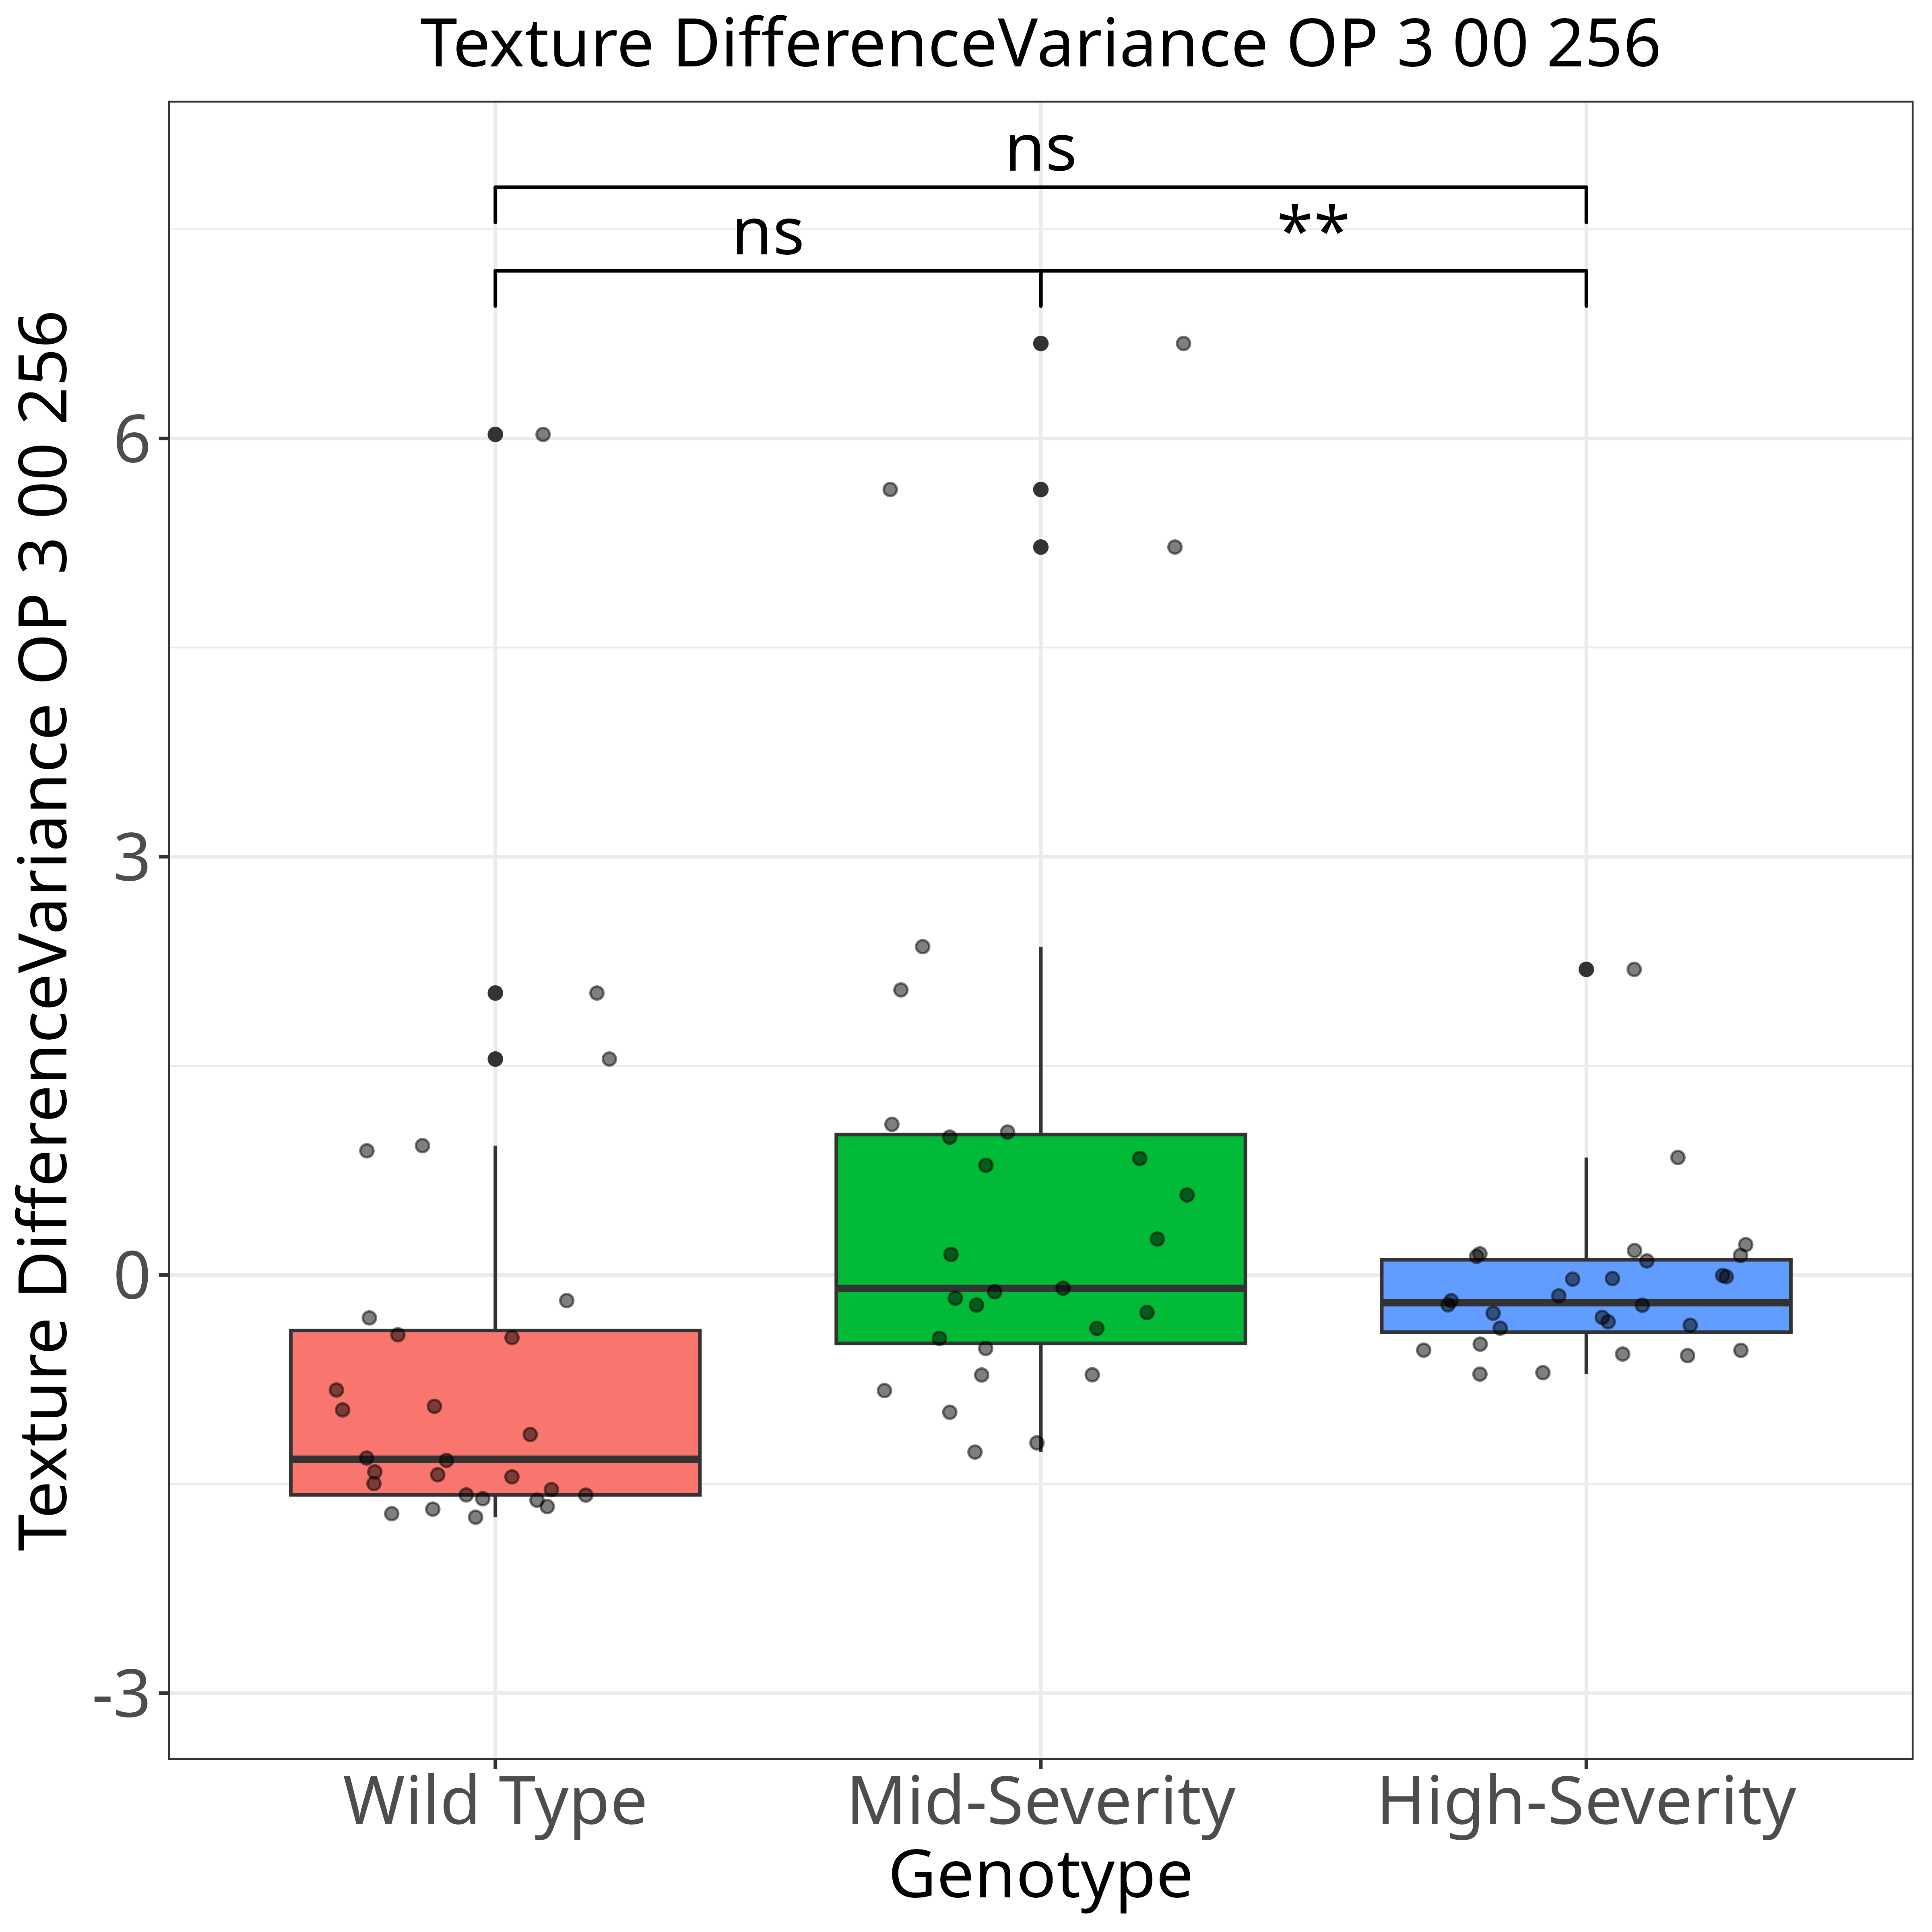 Texture DifferenceVariance OP 3 00 256
ns
ns
**
Texture DifferenceVariance OP 3 00 256
6
3
0
-3
Wild Type
Mid-Severity
High-Severity
Genotype